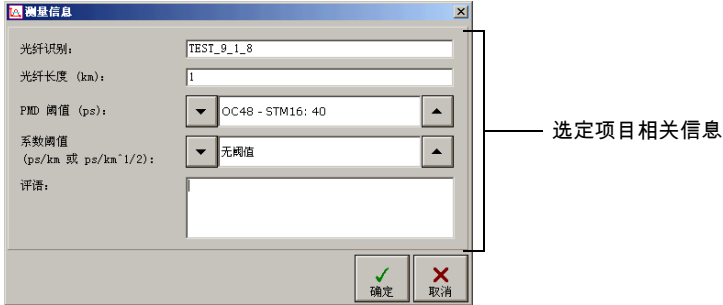 测量信息
光纤识别:
TEST_9_1_8
光纤长度 (km):
1
PMD 阈值 (ps):
OC48 - STM16: 40
系数阈值
(ps/km 或 ps/km^1/2):
无阈值
评语:
选定项目相关信息
确定
取消